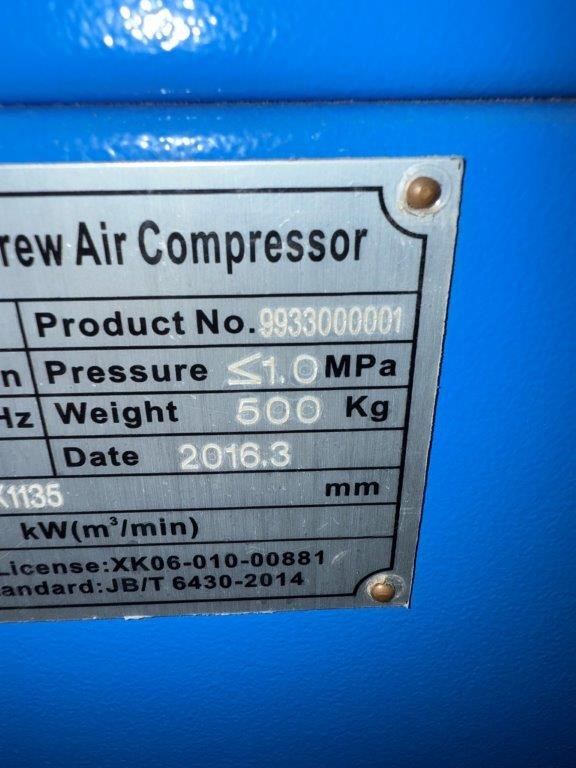 rew Air Compressor
Product No. 9933000001
n Pressure ≤1.0 MPa
Hz Weight 500 Kg
Date 2016.3
X1135 mm
kW(m³/min)
License:XK06-010-00881
andard:JB/T 6430-2014